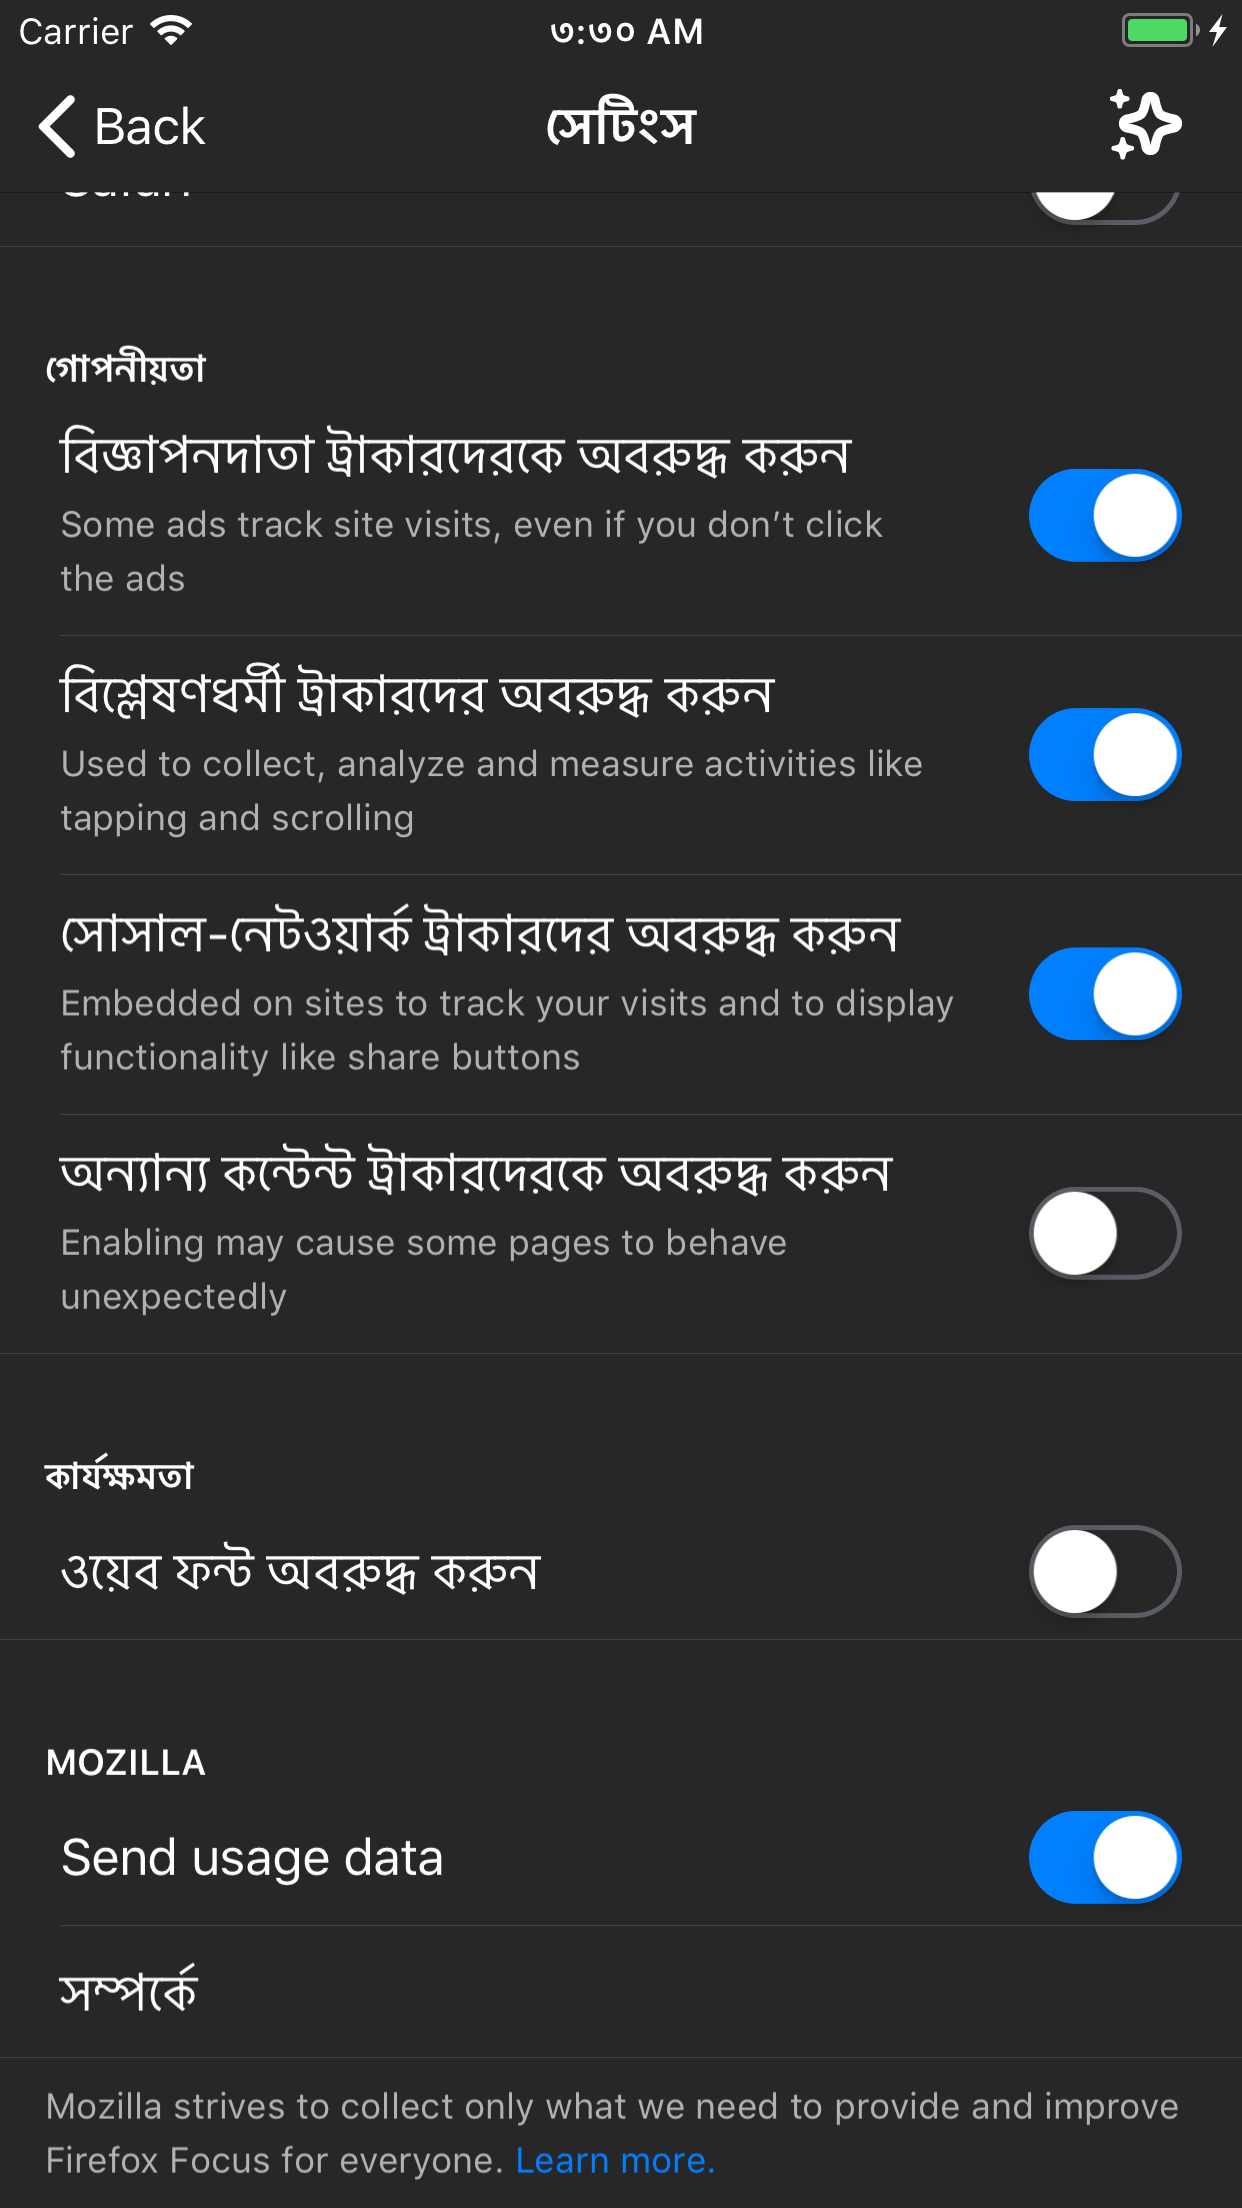 Carrier
৩:৩০ AM
Back
সেটিংস
গোপনীয়তা
বিজ্ঞাপনদাতা ট্রাকারদেরকে অবরুদ্ধ করুন
Some ads track site visits, even if you don’t click
the ads
বিশ্লেষণধর্মী ট্রাকারদের অবরুদ্ধ করুন
Used to collect, analyze and measure activities like
tapping and scrolling
সোসাল-নেটওয়ার্ক ট্রাকারদের অবরুদ্ধ করুন
Embedded on sites to track your visits and to display
functionality like share buttons
অন্যান্য কন্টেন্ট ট্রাকারদেরকে অবরুদ্ধ করুন
Enabling may cause some pages to behave
unexpectedly
কার্যক্ষমতা
ওয়েব ফন্ট অবরুদ্ধ করুন
MOZILLA
Send usage data
সম্পর্কে
Mozilla strives to collect only what we need to provide and improve
Firefox Focus for everyone. Learn more.